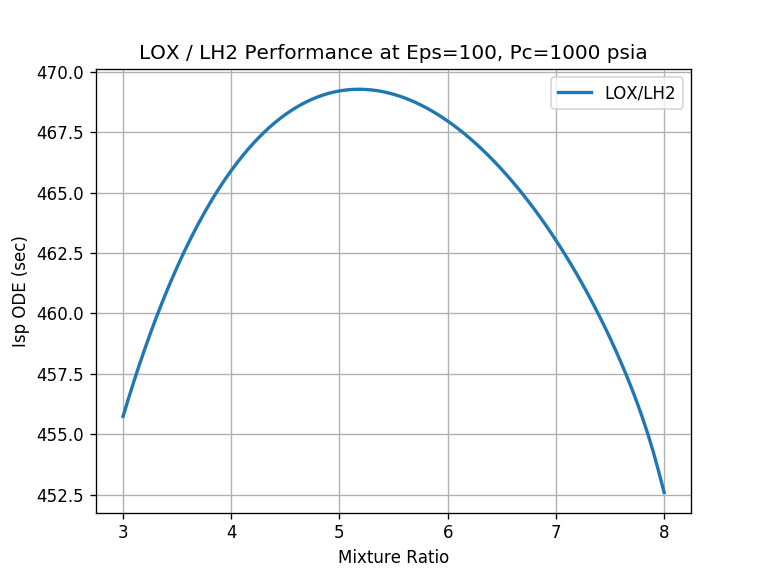 LOX / LH2 Performance at Eps=100, Pc=1000 psia
LOX/LH2
470.0
467.5
465.0
462.5
460.0
457.5
455.0
452.5
Isp ODE (sec)
3 4 5 6 7 8
Mixture Ratio